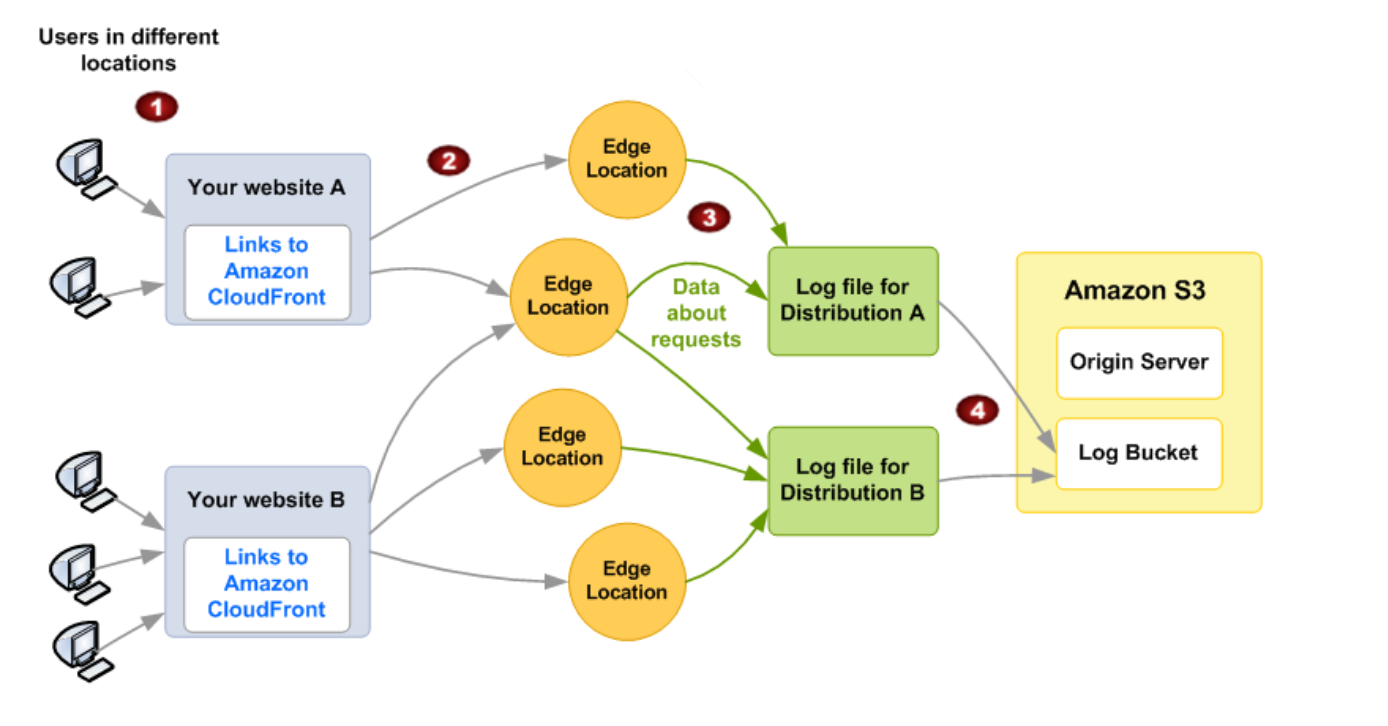 Users in different
locations
1
Your website A
Links to
Amazon
CloudFront
2
Edge
Location
3
Edge
Location
Data
about
requests
Log file for
Distribution A
Amazon S3
Origin Server
Log Bucket
4
Your website B
Links to
Amazon
CloudFront
Edge
Location
Edge
Location
Log file for
Distribution B